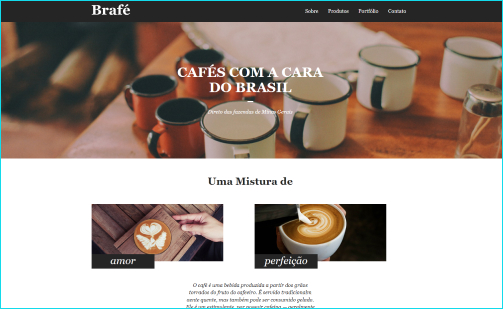 Brafé
Sobre Produtos Portfólio Contato
CAFÉS COM A CARA
DO BRASIL
Direto das fazendas de Minas Gerais
Uma Mistura de
amor
perfeição
O café é uma bebida produzida a partir dos grãos
torrados do fruto do cafeeiro. É servido tradicionalm
ente quente, mas também pode ser consumido gelado.
Ele é um estimulante, por possuir cafeína — geralmente